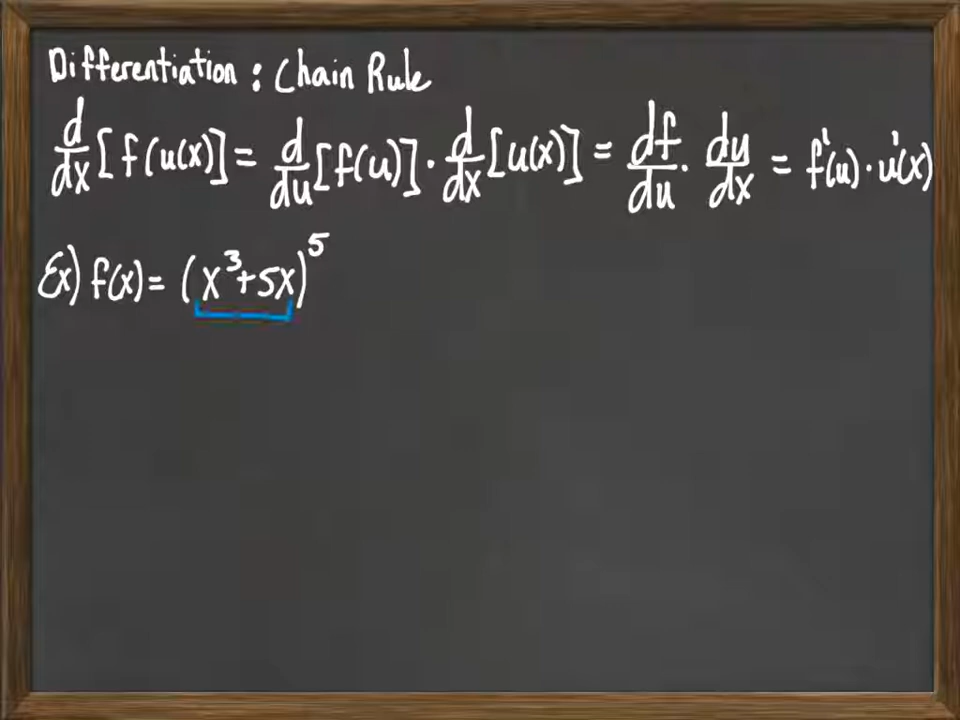 Differentiation : Chain Rule
d/dx [f(u(x)] = d/du [f(u)] · d/dx [u(x)] = df/du · du/dx = f'(u) · u'(x)
Ex) f(x) = (x³+5x)⁵